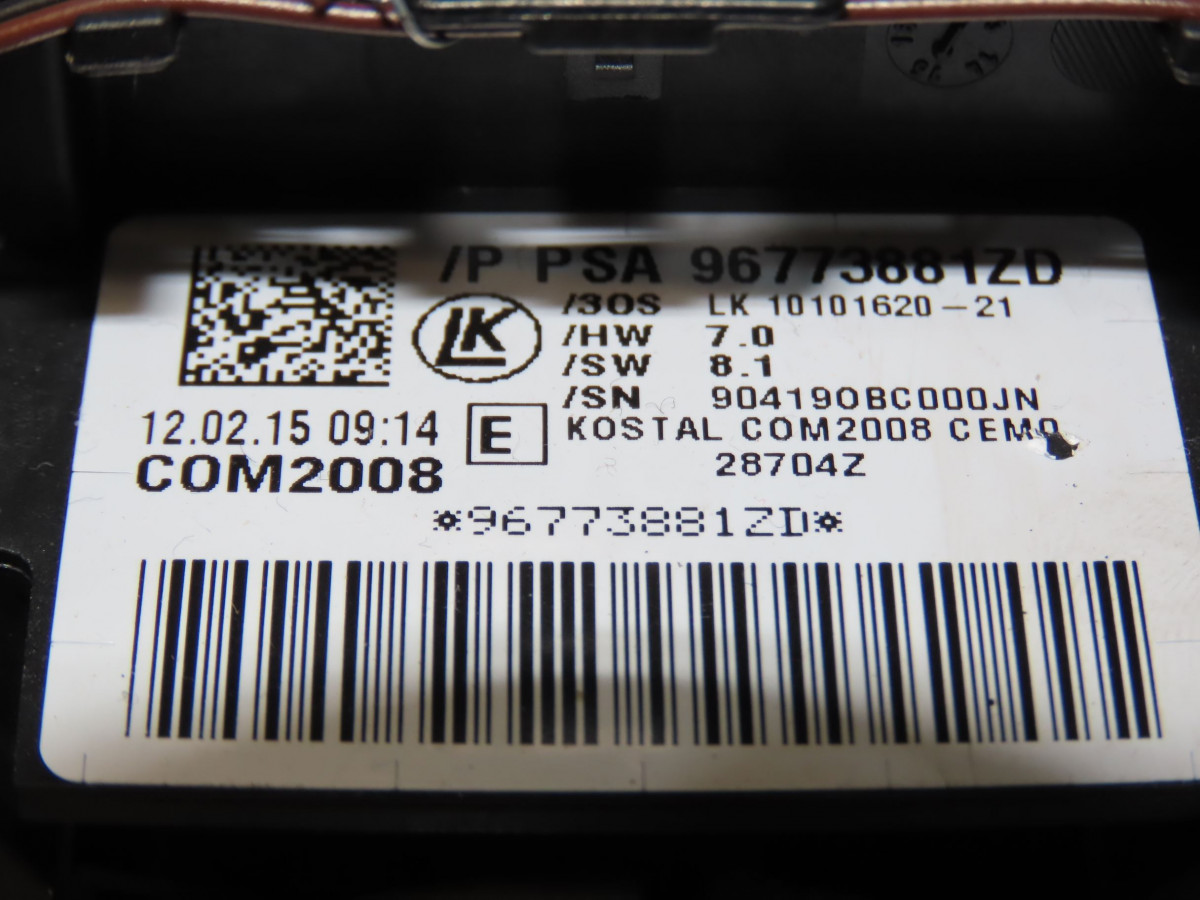 /P PSA 96773881ZD
/3OS LK 10101620-21
LK
/HW 7.0
/SW 8.1
/SN 904190BC000JN
12.02.15 09:14
E
KOSTAL COM2008 CEM0
COM2008
28704Z
*96773881ZD*